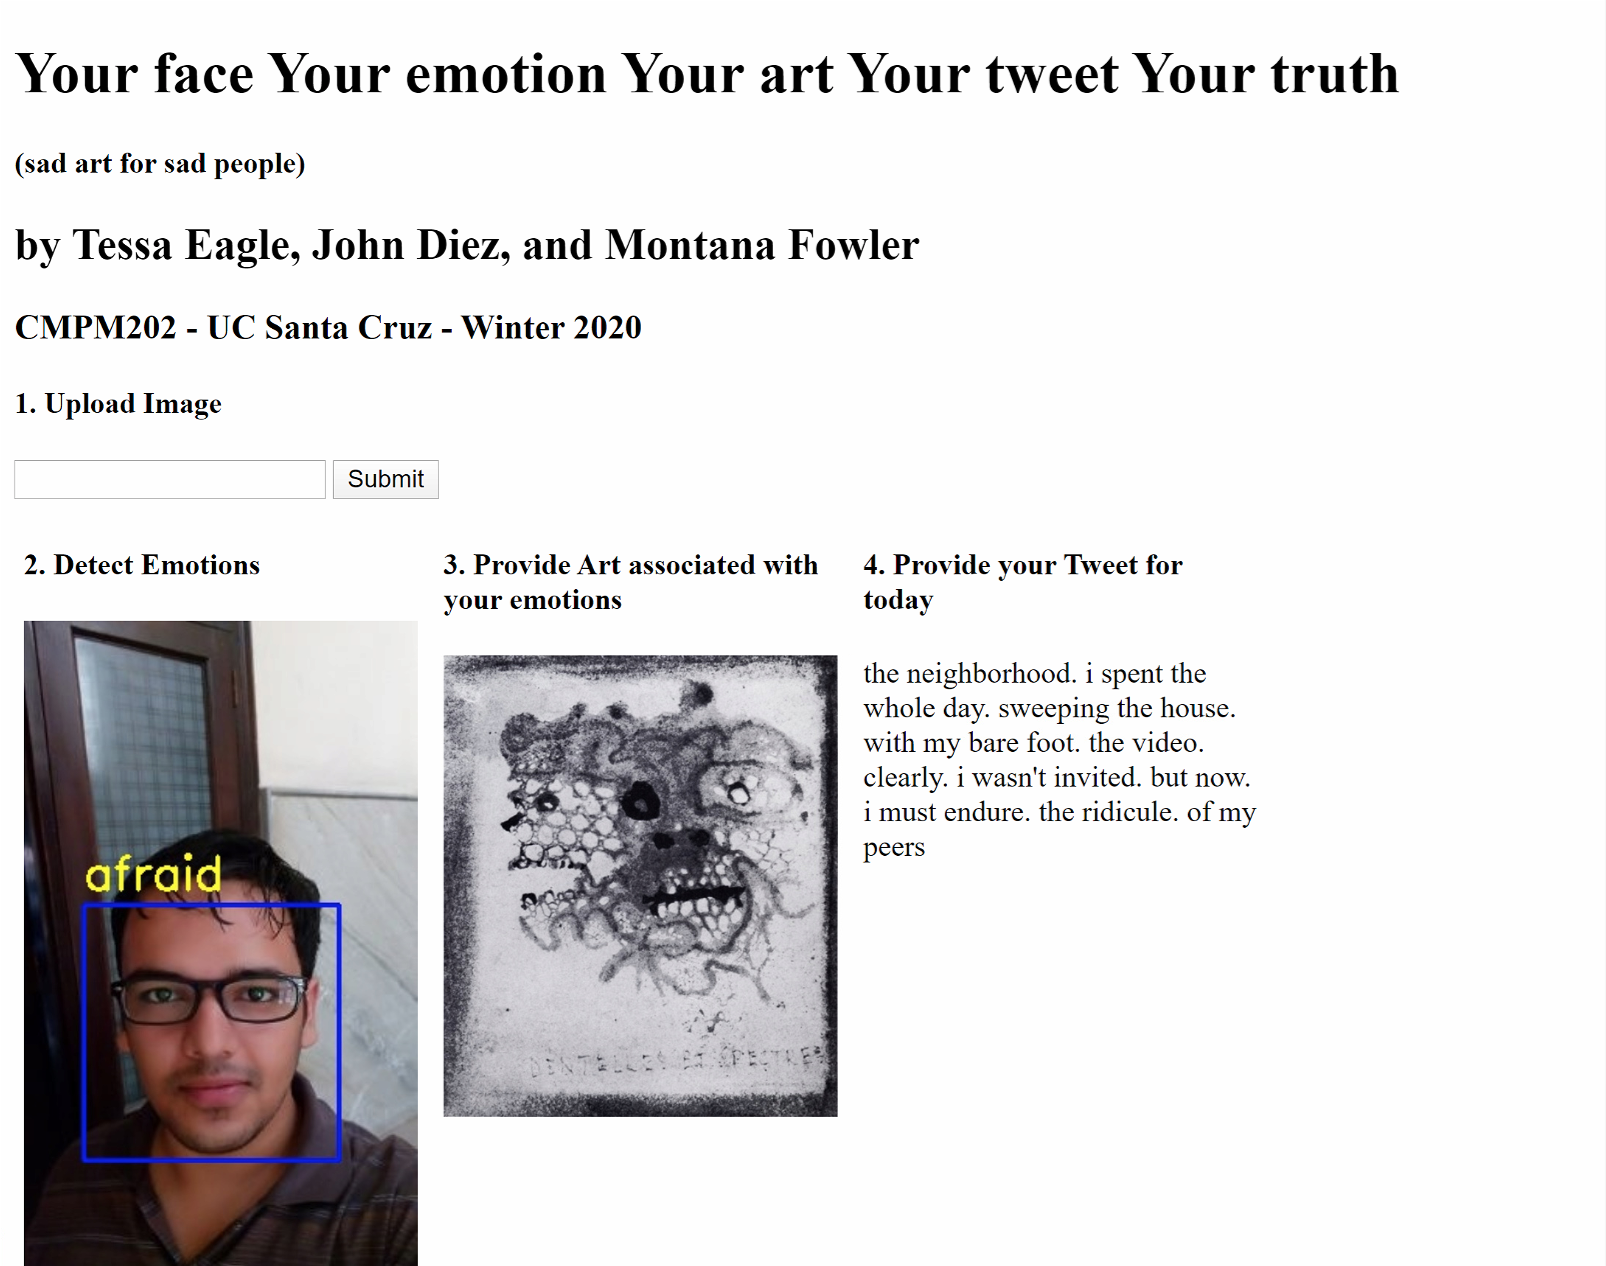 Your face Your emotion Your art Your tweet Your truth
(sad art for sad people)
by Tessa Eagle, John Diez, and Montana Fowler
CMPM202 - UC Santa Cruz - Winter 2020
1. Upload Image
Submit
2. Detect Emotions
afraid
3. Provide Art associated with
your emotions
DENTELLES ET SPECTRES
4. Provide your Tweet for
today
the neighborhood. i spent the
whole day. sweeping the house.
with my bare foot. the video.
clearly. i wasn't invited. but now.
i must endure. the ridicule. of my
peers